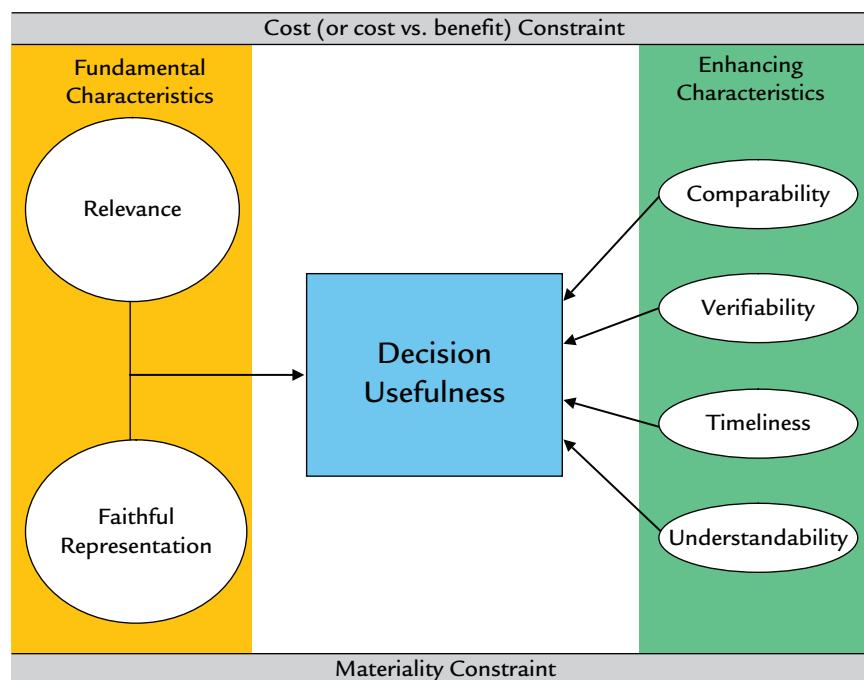 Cost (or cost vs. benefit) Constraint
Fundamental
Characteristics
Relevance
Faithful
Representation
Decision
Usefulness
Enhancing
Characteristics
Comparability
Verifiability
Timeliness
Understandability
Materiality Constraint